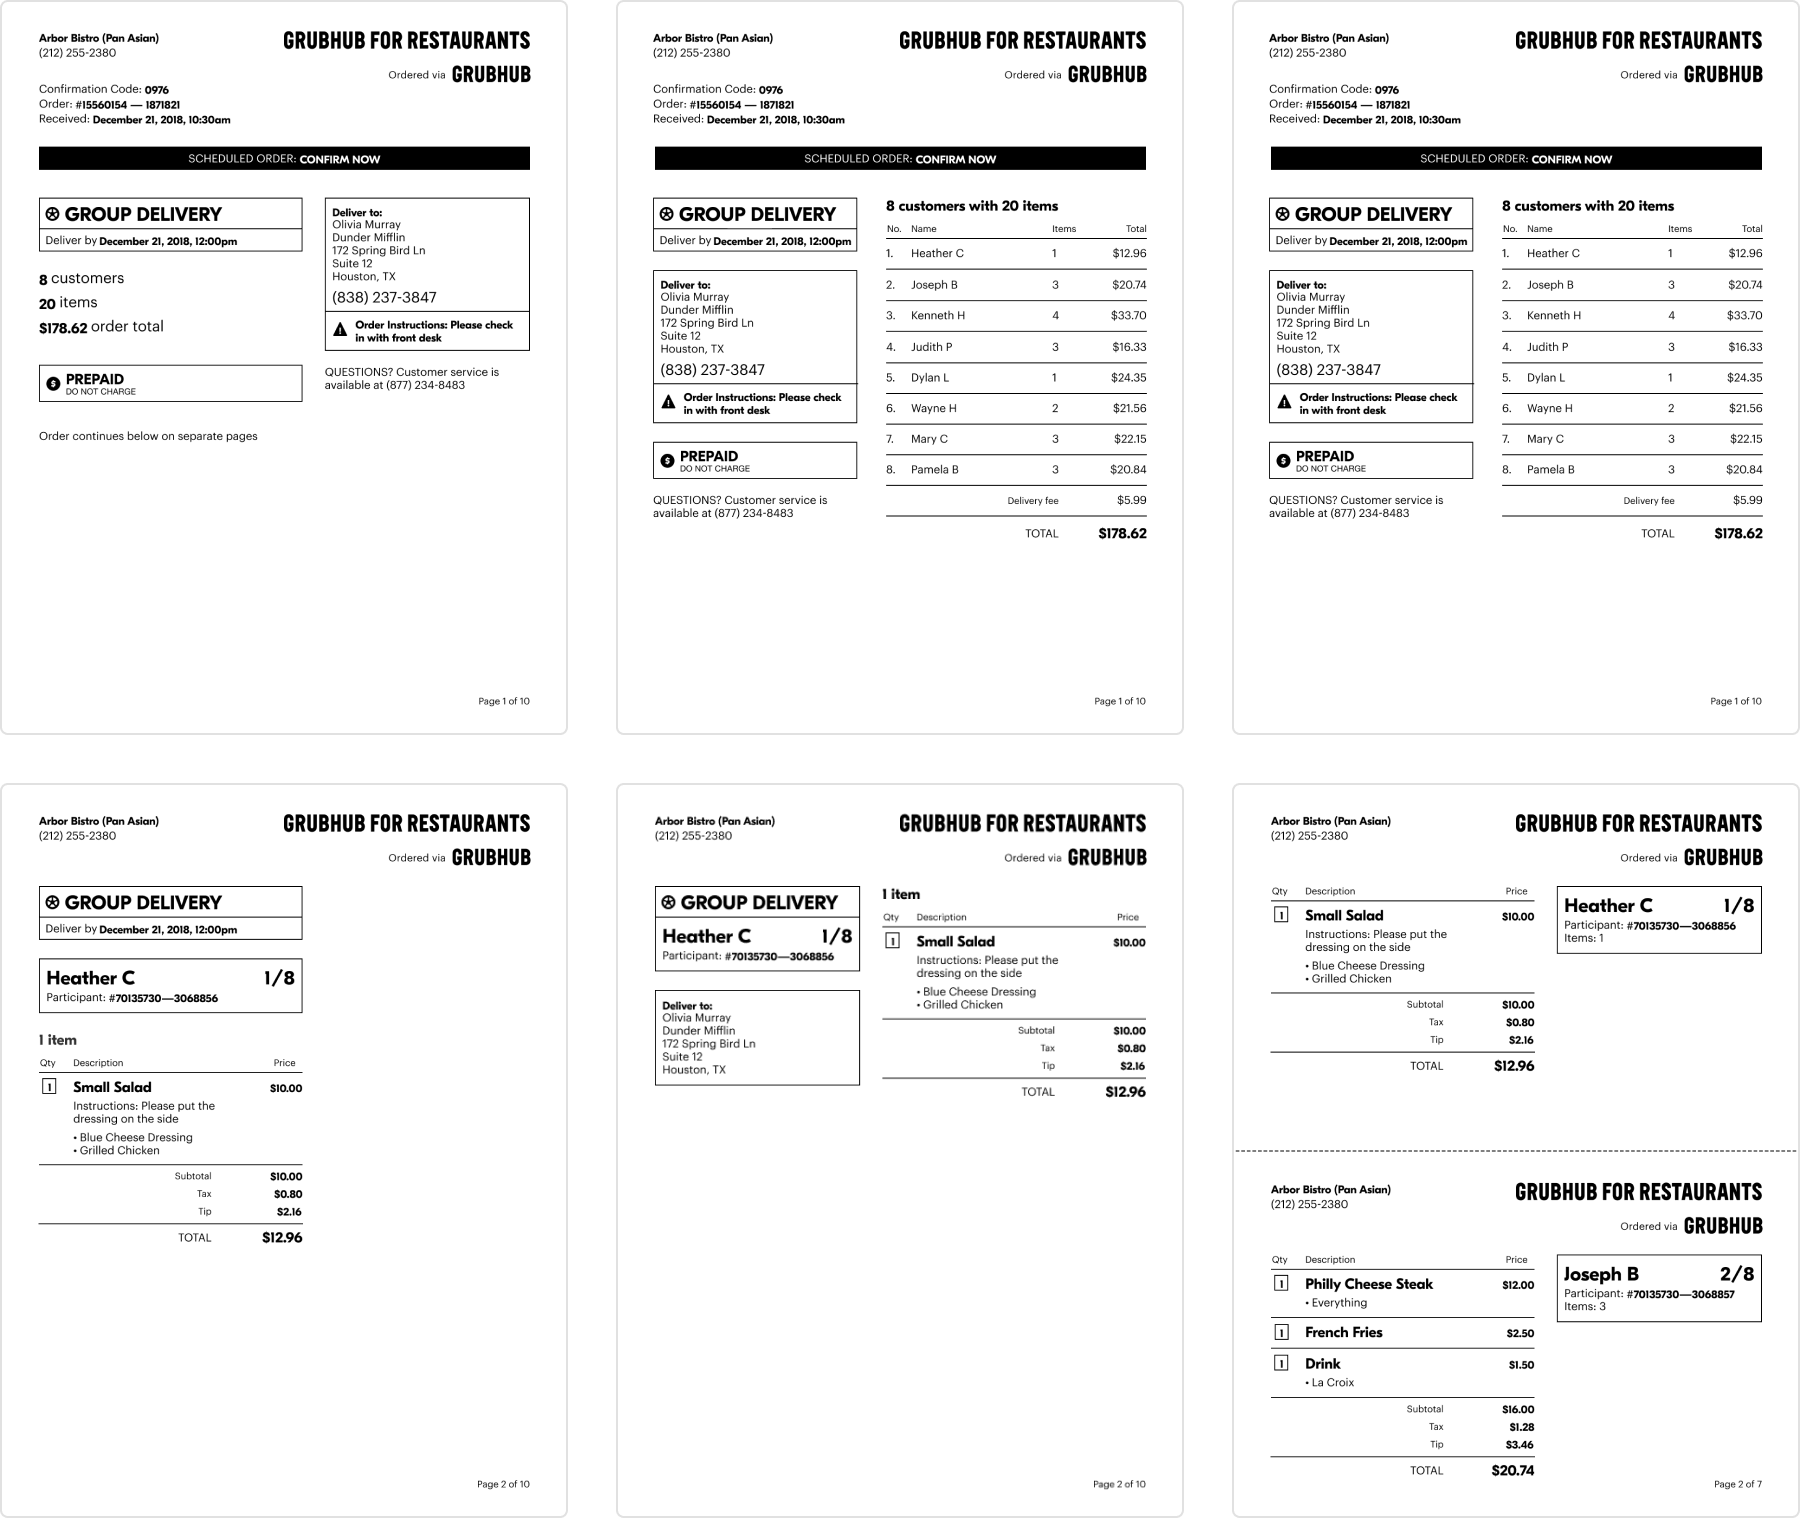 Arbor Bistro (Pan Asian)
(212) 255-2380
GRUBHUB FOR RESTAURANTS
Ordered via GRUBHUB
Confirmation Code: 0976
Order: #15560154 — 1871821
Received: December 21, 2018, 10:30am
SCHEDULED ORDER: CONFIRM NOW
GROUP DELIVERY
Deliver by December 21, 2018, 12:00pm
8 customers
20 items
$178.62 order total
PREPAID
DO NOT CHARGE
Order continues below on separate pages
Deliver to:
Olivia Murray
Dunder Mifflin
172 Spring Bird Ln
Suite 12
Houston, TX
(838) 237-3847
Order Instructions: Please check
in with front desk
QUESTIONS? Customer service is
available at (877) 234-8483
Page 1 of 10
Arbor Bistro (Pan Asian)
(212) 255-2380
GRUBHUB FOR RESTAURANTS
Ordered via GRUBHUB
Confirmation Code: 0976
Order: #15560154 — 1871821
Received: December 21, 2018, 10:30am
SCHEDULED ORDER: CONFIRM NOW
GROUP DELIVERY
Deliver by December 21, 2018, 12:00pm
Deliver to:
Olivia Murray
Dunder Mifflin
172 Spring Bird Ln
Suite 12
Houston, TX
(838) 237-3847
Order Instructions: Please check
in with front desk
PREPAID
DO NOT CHARGE
QUESTIONS? Customer service is
available at (877) 234-8483
8 customers with 20 items
No. Name Items Total
1. Heather C 1 $12.96
2. Joseph B 3 $20.74
3. Kenneth H 4 $33.70
4. Judith P 3 $16.33
5. Dylan L 1 $24.35
6. Wayne H 2 $21.56
7. Mary C 3 $22.15
8. Pamela B 3 $20.84
Delivery fee $5.99
TOTAL $178.62
Page 1 of 10
Arbor Bistro (Pan Asian)
(212) 255-2380
GRUBHUB FOR RESTAURANTS
Ordered via GRUBHUB
Confirmation Code: 0976
Order: #15560154 — 1871821
Received: December 21, 2018, 10:30am
SCHEDULED ORDER: CONFIRM NOW
GROUP DELIVERY
Deliver by December 21, 2018, 12:00pm
Deliver to:
Olivia Murray
Dunder Mifflin
172 Spring Bird Ln
Suite 12
Houston, TX
(838) 237-3847
Order Instructions: Please check
in with front desk
PREPAID
DO NOT CHARGE
QUESTIONS? Customer service is
available at (877) 234-8483
8 customers with 20 items
No. Name Items Total
1. Heather C 1 $12.96
2. Joseph B 3 $20.74
3. Kenneth H 4 $33.70
4. Judith P 3 $16.33
5. Dylan L 1 $24.35
6. Wayne H 2 $21.56
7. Mary C 3 $22.15
8. Pamela B 3 $20.84
Delivery fee $5.99
TOTAL $178.62
Page 1 of 10
Arbor Bistro (Pan Asian)
(212) 255-2380
GRUBHUB FOR RESTAURANTS
Ordered via GRUBHUB
GROUP DELIVERY
Deliver by December 21, 2018, 12:00pm
Heather C 1/8
Participant: #70135730—3068856
1 item
Qty Description Price
1 Small Salad $10.00
Instructions: Please put the
dressing on the side
• Blue Cheese Dressing
• Grilled Chicken
Subtotal $10.00
Tax $0.80
Tip $2.16
TOTAL $12.96
Page 2 of 10
Arbor Bistro (Pan Asian)
(212) 255-2380
GRUBHUB FOR RESTAURANTS
Ordered via GRUBHUB
GROUP DELIVERY
Heather C 1/8
Participant: #70135730—3068856
Deliver to:
Olivia Murray
Dunder Mifflin
172 Spring Bird Ln
Suite 12
Houston, TX
1 item
Qty Description Price
1 Small Salad $10.00
Instructions: Please put the
dressing on the side
• Blue Cheese Dressing
• Grilled Chicken
Subtotal $10.00
Tax $0.80
Tip $2.16
TOTAL $12.96
Page 2 of 10
Arbor Bistro (Pan Asian)
(212) 255-2380
GRUBHUB FOR RESTAURANTS
Ordered via GRUBHUB
Qty Description Price
1 Small Salad $10.00
Instructions: Please put the
dressing on the side
• Blue Cheese Dressing
• Grilled Chicken
Subtotal $10.00
Tax $0.80
Tip $2.16
TOTAL $12.96
Heather C 1/8
Participant: #70135730—3068856
Items: 1
Arbor Bistro (Pan Asian)
(212) 255-2380
GRUBHUB FOR RESTAURANTS
Ordered via GRUBHUB
Qty Description Price
1 Philly Cheese Steak $12.00
• Everything
1 French Fries $2.50
1 Drink $1.50
• La Croix
Subtotal $16.00
Tax $1.28
Tip $3.46
TOTAL $20.74
Joseph B 2/8
Participant: #70135730—3068857
Items: 3
Page 2 of 7